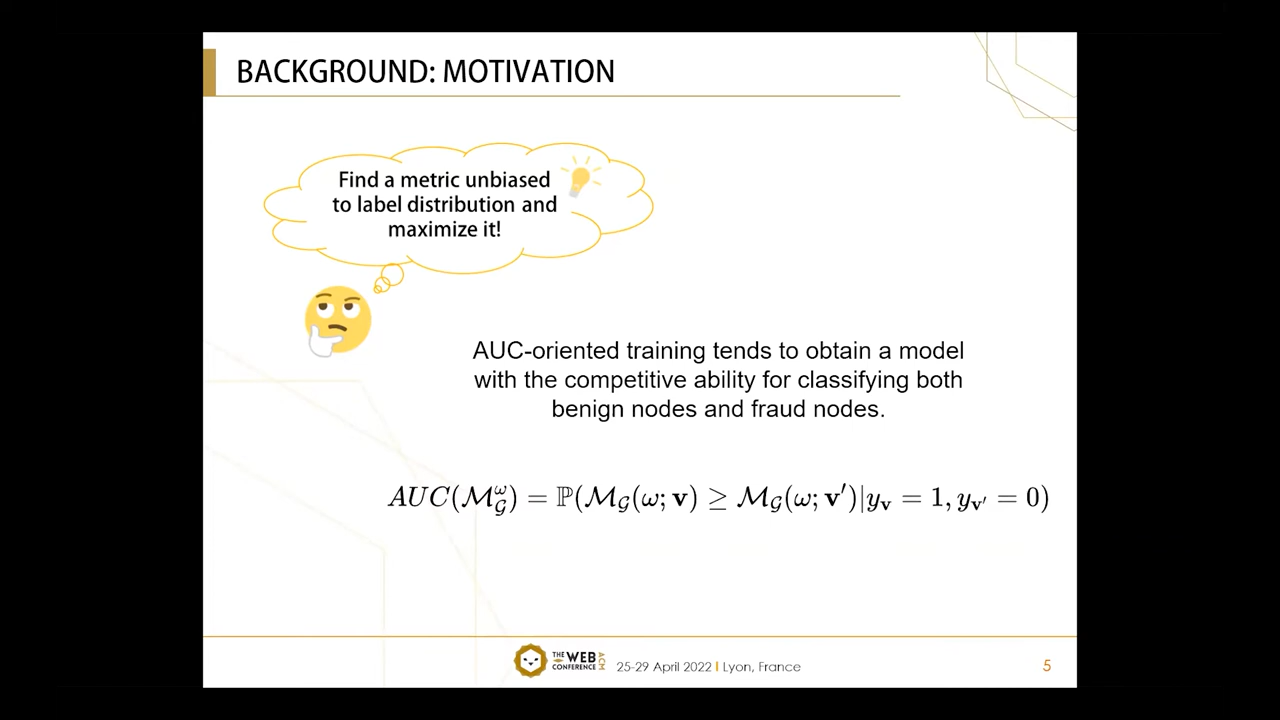 BACKGROUND: MOTIVATION
Find a metric unbiased
to label distribution and
maximize it!
AUC-oriented training tends to obtain a model
with the competitive ability for classifying both
benign nodes and fraud nodes.
AUC(ℳ_𝒢^ω) = ℙ(ℳ_𝒢(ω; v) ≥ ℳ_𝒢(ω; v′)|y_v = 1, y_v′ = 0)
THE WEB CONFERENCE ACM
25-29 April 2022 I Lyon, France
5